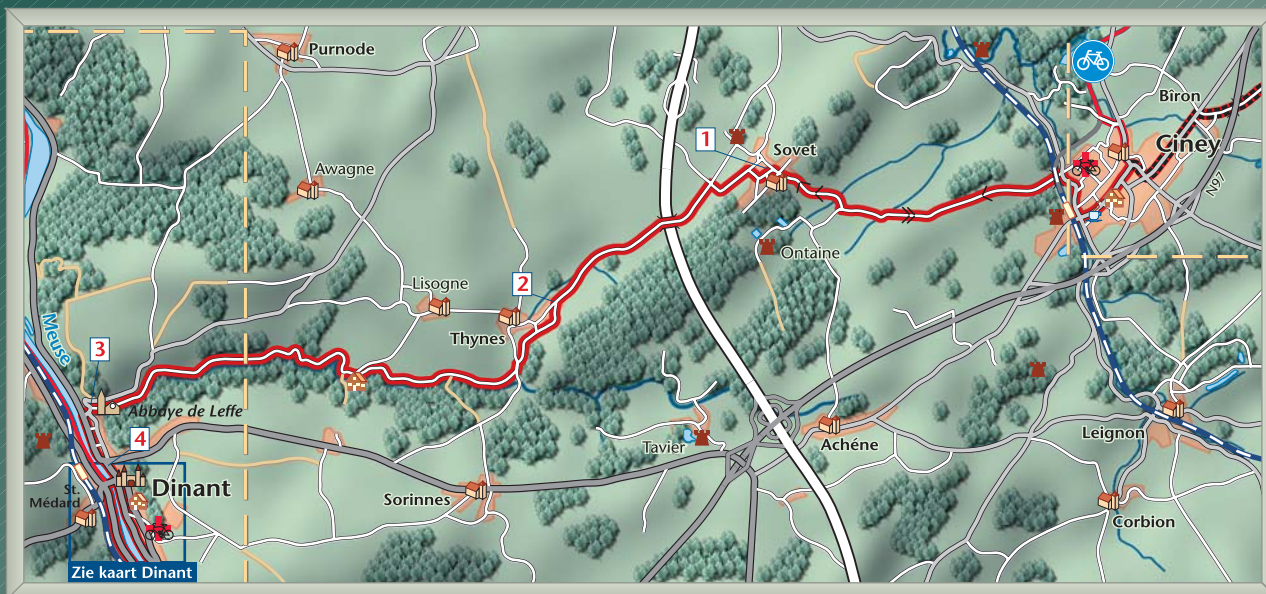 Purnode
Biron
1
Sovet
Ciney
Awagne
N97
Ontaine
Lisogne
2
Thynes
Meuse
3
Abbaye de Leffe
4
Tavier
Achéne
Leignon
Dinant
St.
Médard
Sorinnes
Corbion
Zie kaart Dinant